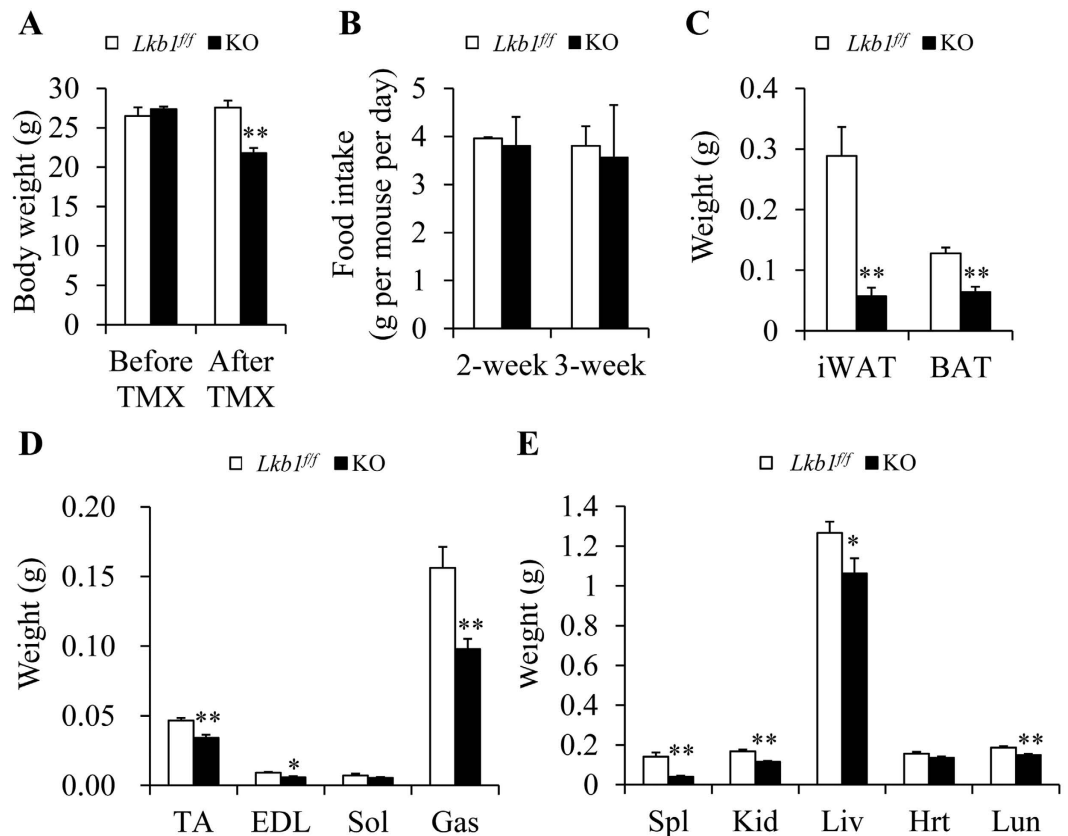 A
Lkb1f/f KO
Body weight (g)
30
25
20
15
10
5
0
**
Before TMX
After TMX
B
Lkb1f/f KO
Food intake
(g per mouse per day)
5
4
3
2
1
0
2-week 3-week
C
Lkb1f/f KO
Weight (g)
0.4
0.3
0.2
0.1
0
** **
iWAT BAT
D
Lkb1f/f KO
Weight (g)
0.20
0.15
0.10
0.05
0.00
** * **
TA EDL Sol Gas
E
Lkb1f/f KO
Weight (g)
1.4
1.2
1
0.8
0.6
0.4
0.2
0
** ** * **
Spl Kid Liv Hrt Lun